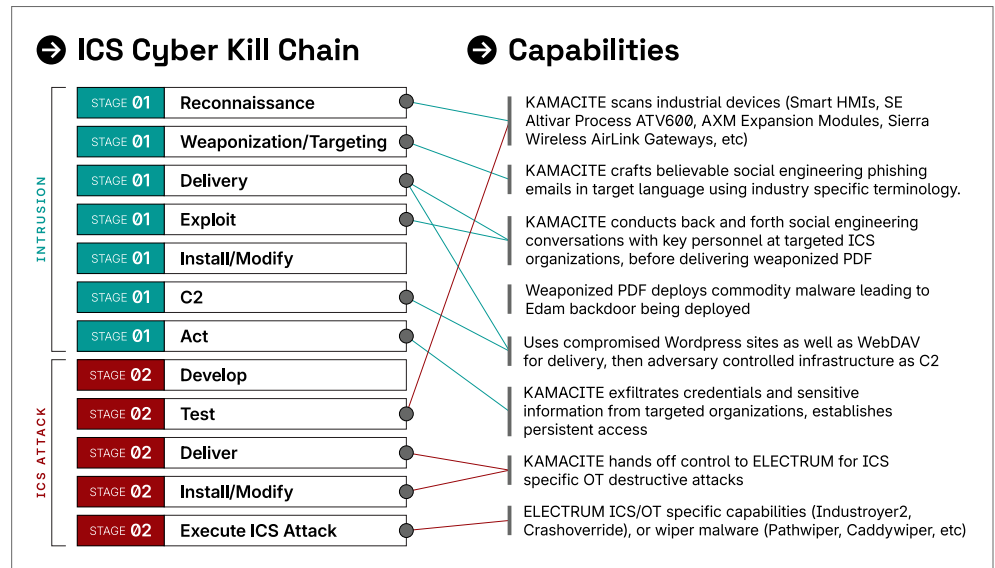 ICS Cyber Kill Chain
INTRUSION
STAGE 01 Reconnaissance
STAGE 01 Weaponization/Targeting
STAGE 01 Delivery
STAGE 01 Exploit
STAGE 01 Install/Modify
STAGE 01 C2
STAGE 01 Act
ICS ATTACK
STAGE 02 Develop
STAGE 02 Test
STAGE 02 Deliver
STAGE 02 Install/Modify
STAGE 02 Execute ICS Attack
Capabilities
KAMACITE scans industrial devices (Smart HMIs, SE
Altivar Process ATV600, AXM Expansion Modules, Sierra
Wireless AirLink Gateways, etc)
KAMACITE crafts believable social engineering phishing
emails in target language using industry specific terminology.
KAMACITE conducts back and forth social engineering
conversations with key personnel at targeted ICS
organizations, before delivering weaponized PDF
Weaponized PDF deploys commodity malware leading to
Edam backdoor being deployed
Uses compromised Wordpress sites as well as WebDAV
for delivery, then adversary controlled infrastructure as C2
KAMACITE exfiltrates credentials and sensitive
information from targeted organizations, establishes
persistent access
KAMACITE hands off control to ELECTRUM for ICS
specific OT destructive attacks
ELECTRUM ICS/OT specific capabilities (Industroyer2,
Crashoverride), or wiper malware (Pathwiper, Caddywiper, etc)